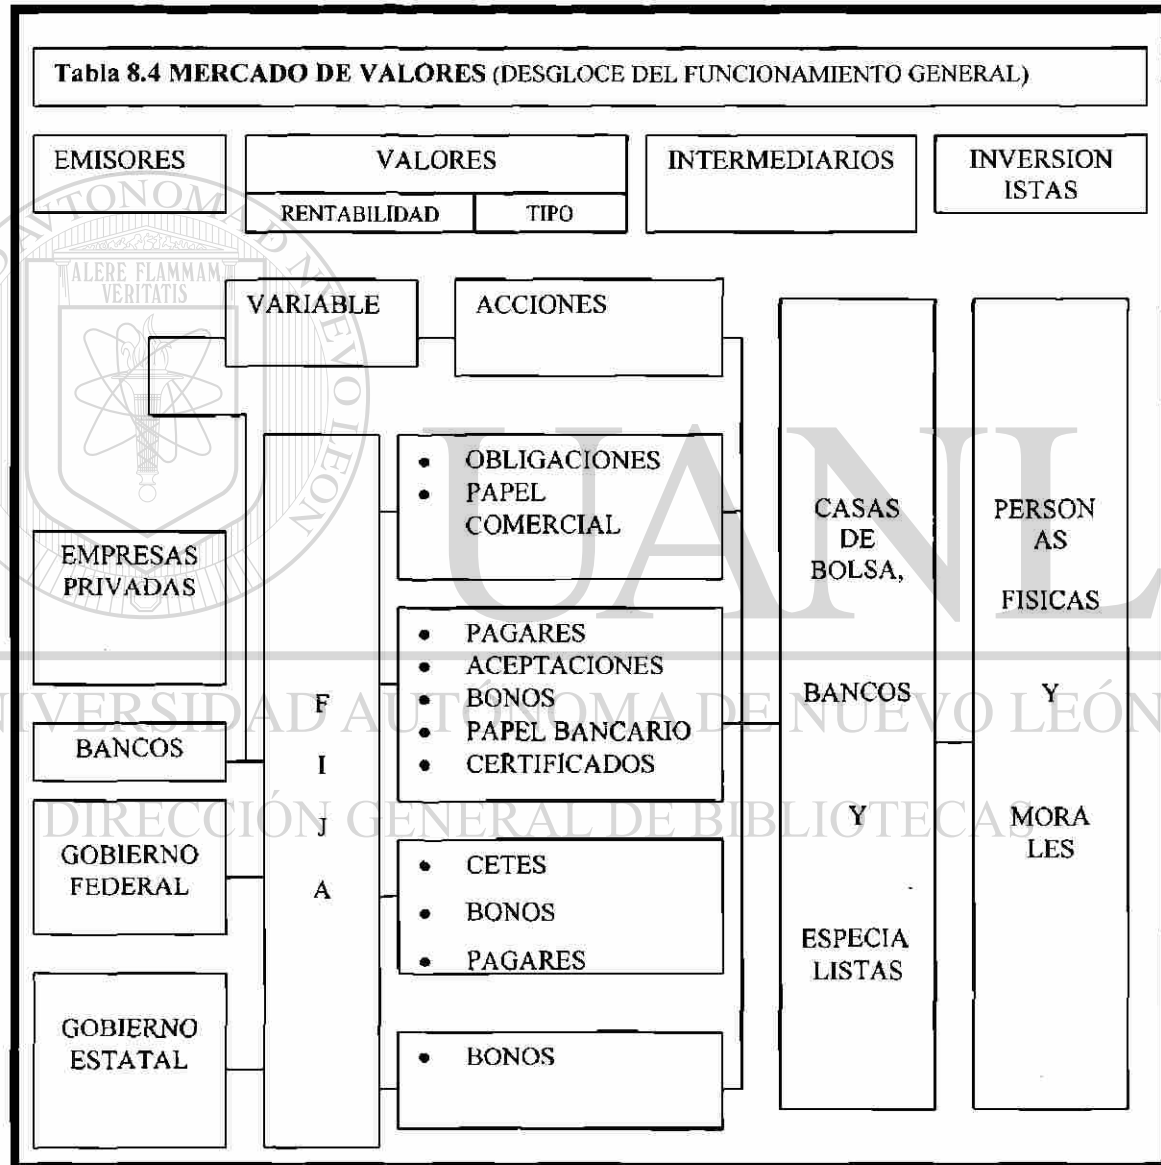 Tabla 8.4 MERCADO DE VALORES (DESGLOCE DEL FUNCIONAMIENTO GENERAL)
EMISORES
VALORES
RENTABILIDAD
TIPO
INTERMEDIARIOS
INVERSION
ISTAS
VARIABLE
ACCIONES
EMPRESAS
PRIVADAS
BANCOS
GOBIERNO
FEDERAL
GOBIERNO
ESTATAL
F
I
J
A
• OBLIGACIONES
• PAPEL
COMERCIAL
• PAGARES
• ACEPTACIONES
• BONOS
• PAPEL BANCARIO
• CERTIFICADOS
• CETES
• BONOS
• PAGARES
• BONOS
CASAS
DE
BOLSA,
BANCOS
Y
ESPECIA
LISTAS
PERSON
AS
FISICAS
Y
MORA
LES
ALERE FLAMMAM
VERITATIS
UANL
UNIVERSIDAD AUTÓNOMA DE NUEVO LEÓN
DIRECCIÓN GENERAL DE BIBLIOTECAS